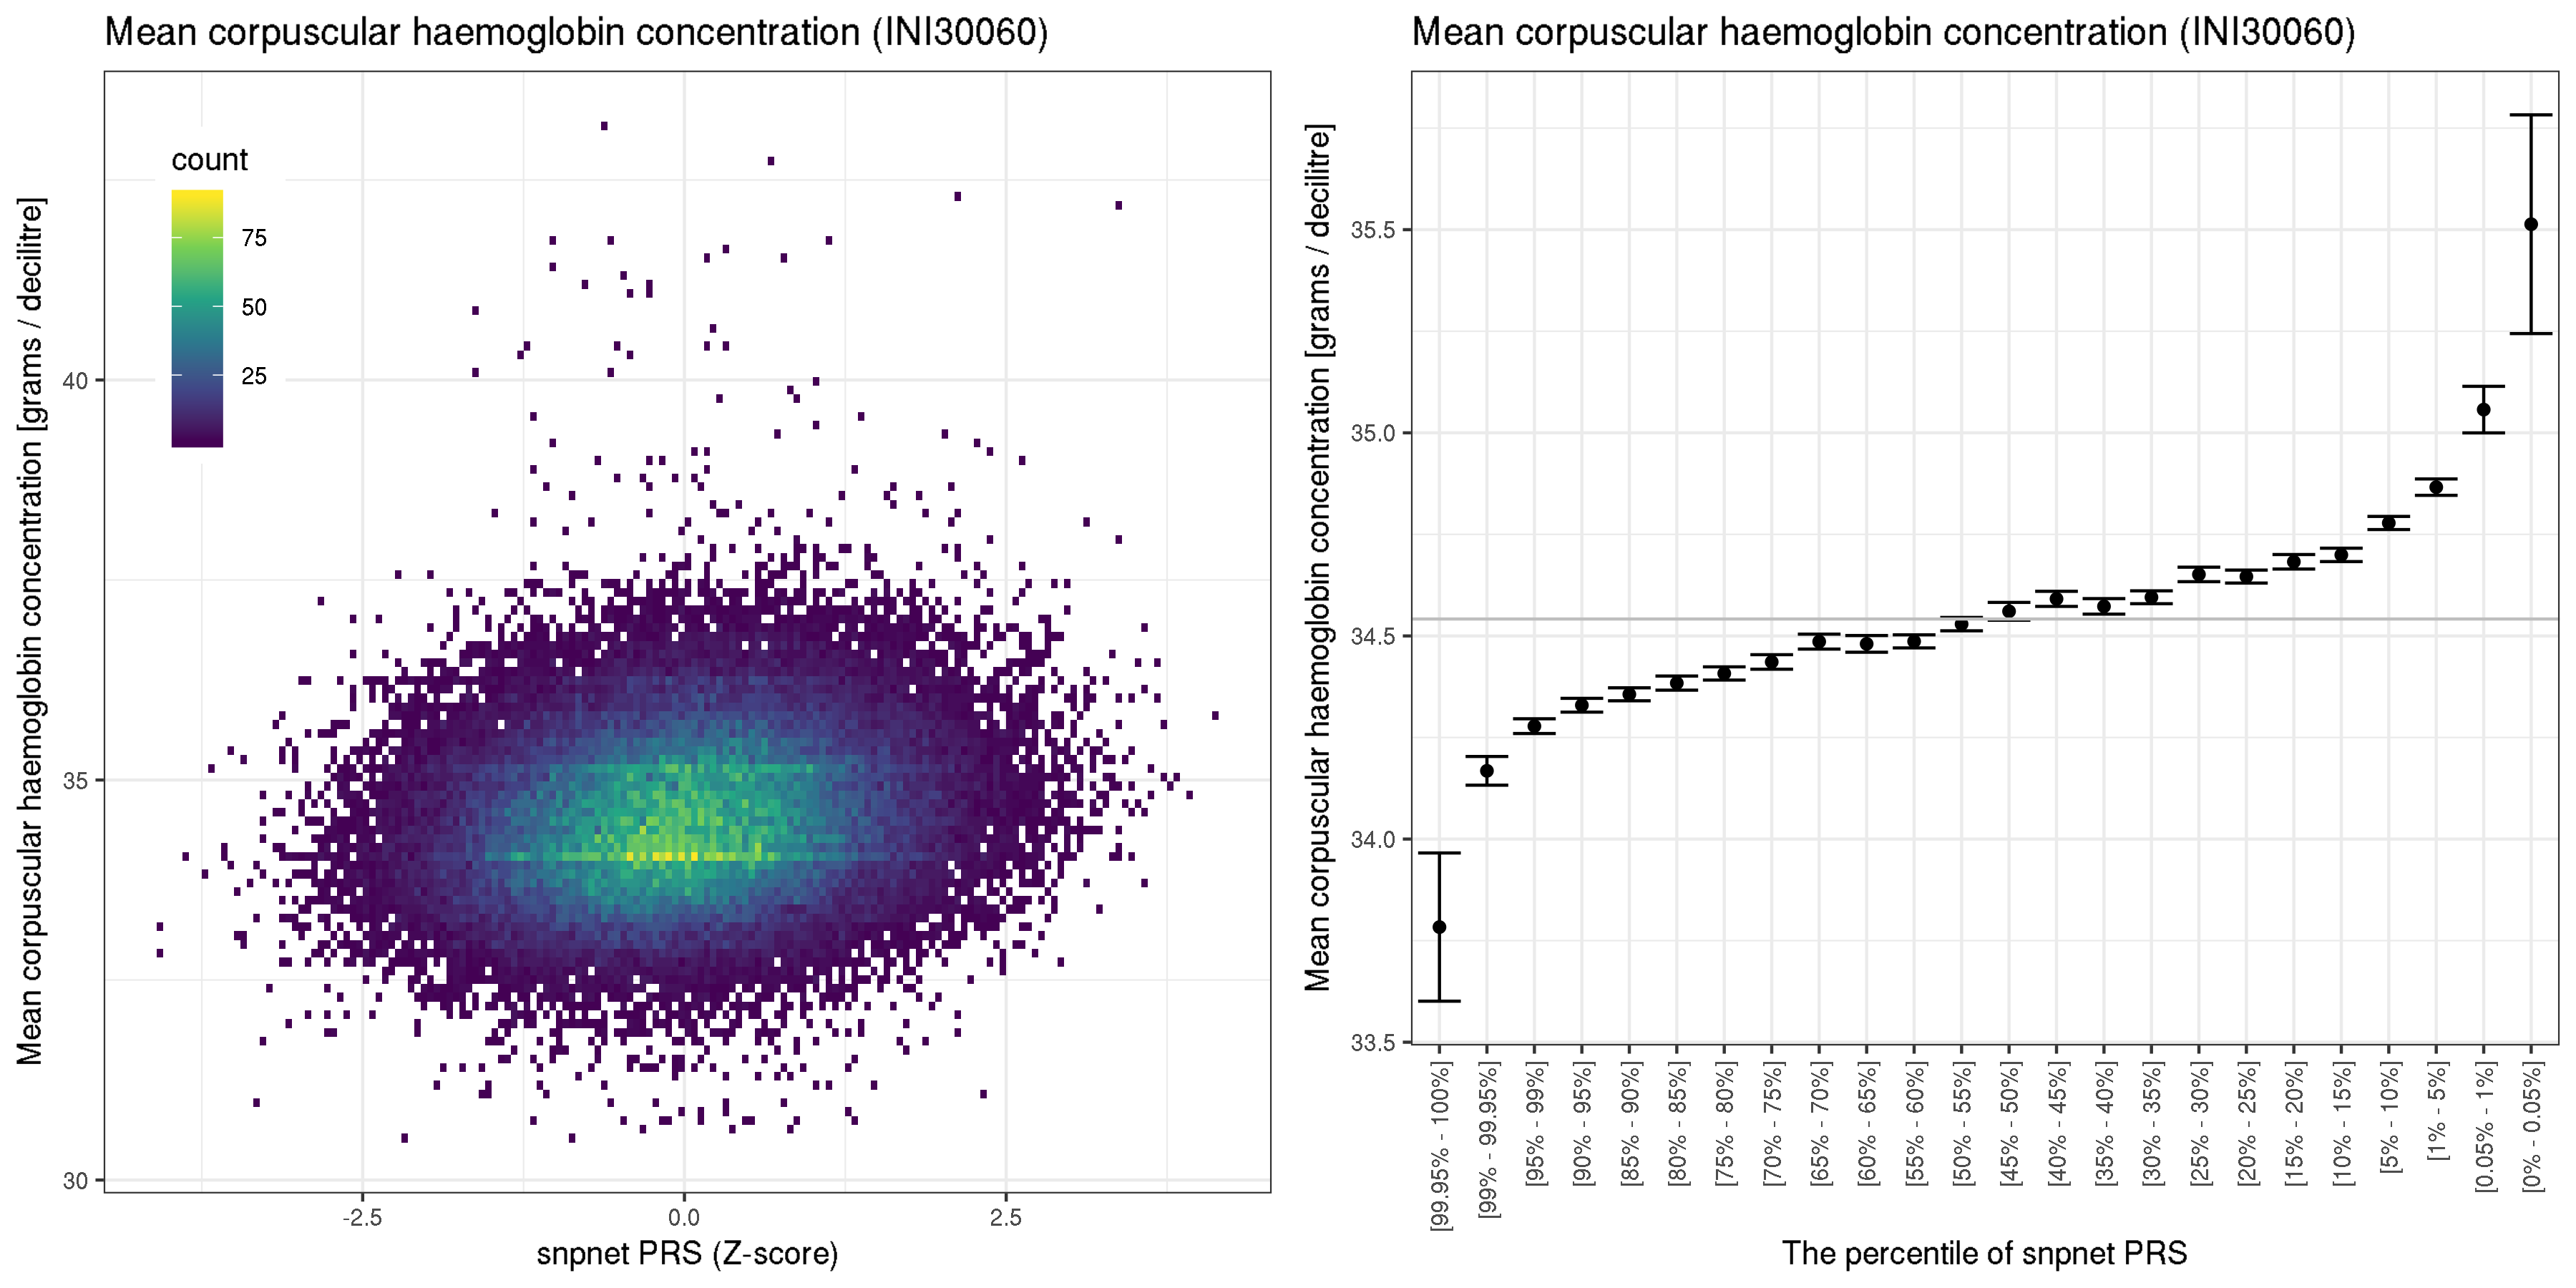 Mean corpuscular haemoglobin concentration (INI30060)
Mean corpuscular haemoglobin concentration [grams / decilitre]
count
75
50
25
40
35
30
-2.5
0.0
2.5
snpnet PRS (Z-score)
Mean corpuscular haemoglobin concentration (INI30060)
Mean corpuscular haemoglobin concentration [grams / decilitre]
35.5
35.0
34.5
34.0
33.5
[99.95% - 100%]
[99% - 99.95%]
[95% - 99%]
[90% - 95%]
[85% - 90%]
[80% - 85%]
[75% - 80%]
[70% - 75%]
[65% - 70%]
[60% - 65%]
[55% - 60%]
[50% - 55%]
[45% - 50%]
[40% - 45%]
[35% - 40%]
[30% - 35%]
[25% - 30%]
[20% - 25%]
[15% - 20%]
[10% - 15%]
[5% - 10%]
[1% - 5%]
[0.05% - 1%]
[0% - 0.05%]
The percentile of snpnet PRS